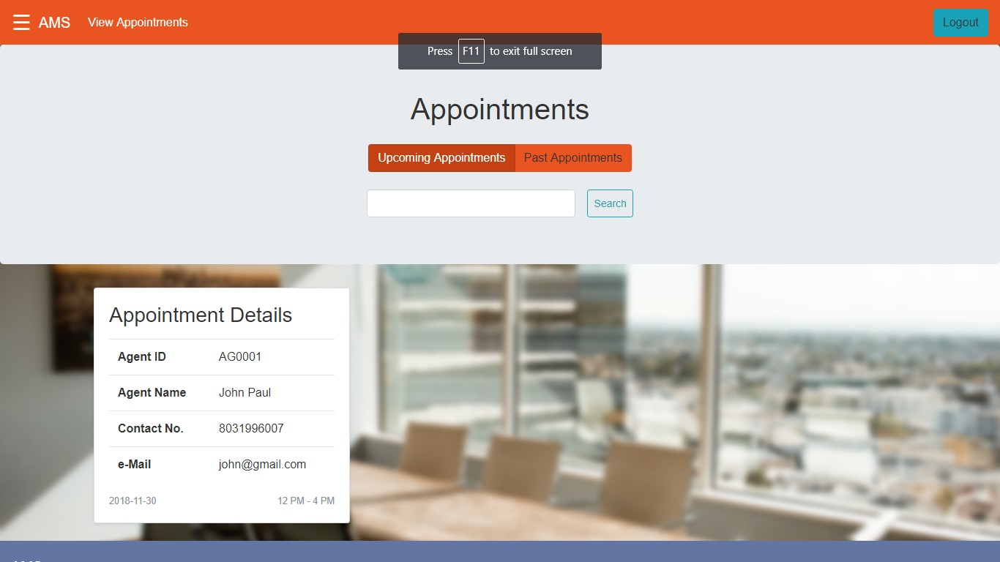 ☰ AMS View Appointments Logout
Press F11 to exit full screen
Appointments
Upcoming Appointments Past Appointments
Search
Appointment Details
Agent ID AG0001
Agent Name John Paul
Contact No. 8031996007
e-Mail john@gmail.com
2018-11-30 12 PM - 4 PM